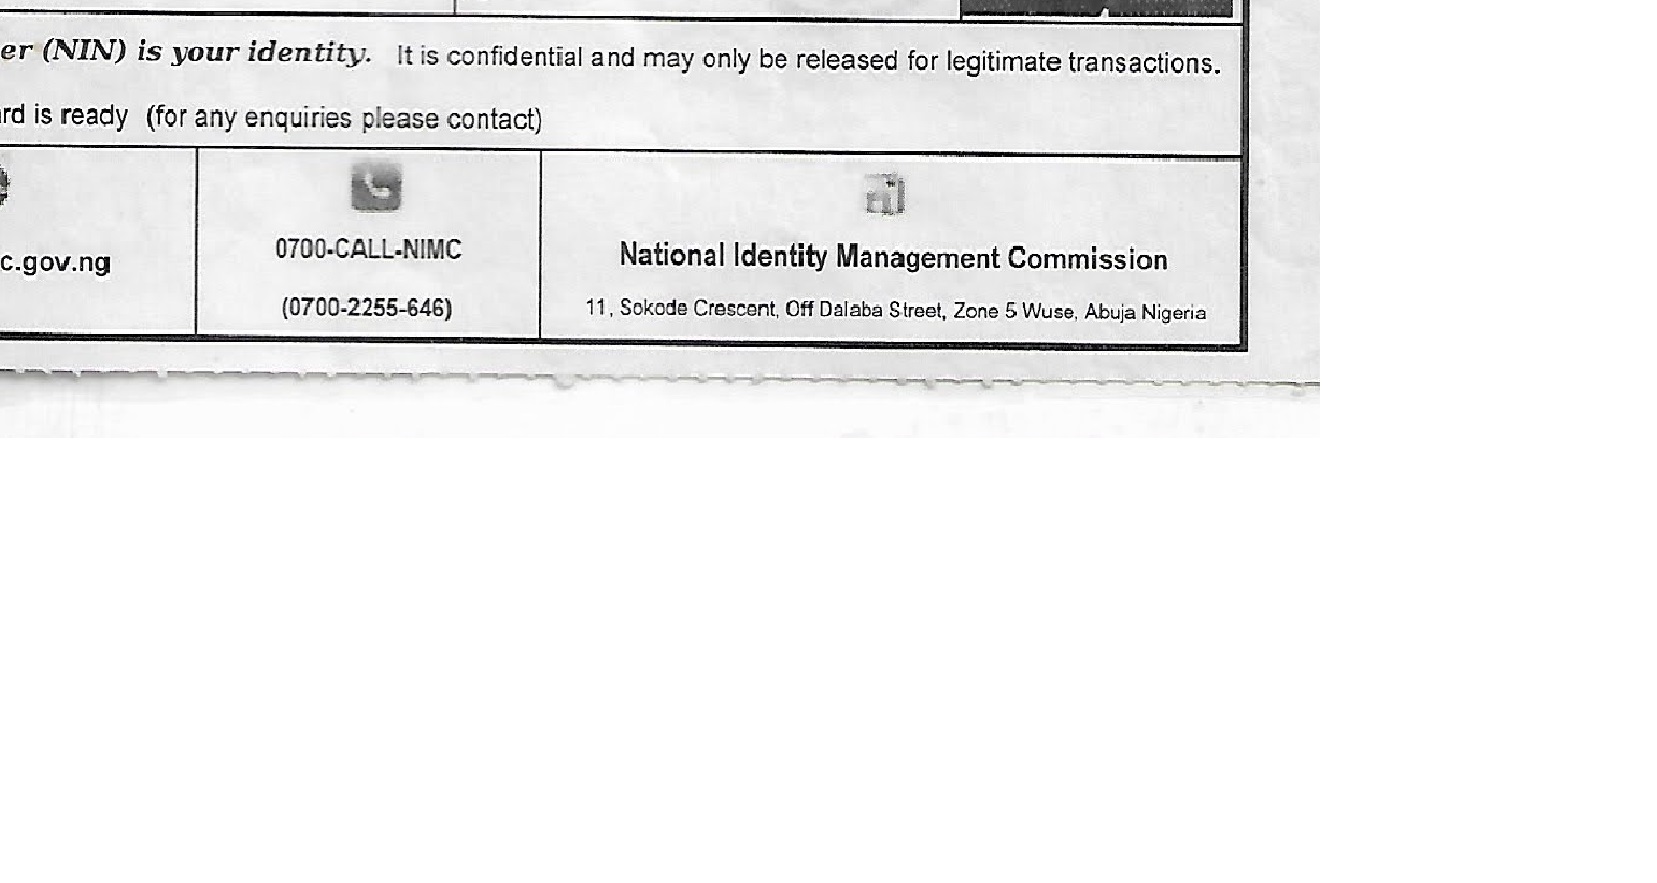 er (NIN) is your identity. It is confidential and may only be released for legitimate transactions.
rd is ready (for any enquiries please contact)
c.gov.ng
0700-CALL-NIMC
(0700-2255-646)
National Identity Management Commission
11, Sokode Crescent, Off Dalaba Street, Zone 5 Wuse, Abuja Nigeria